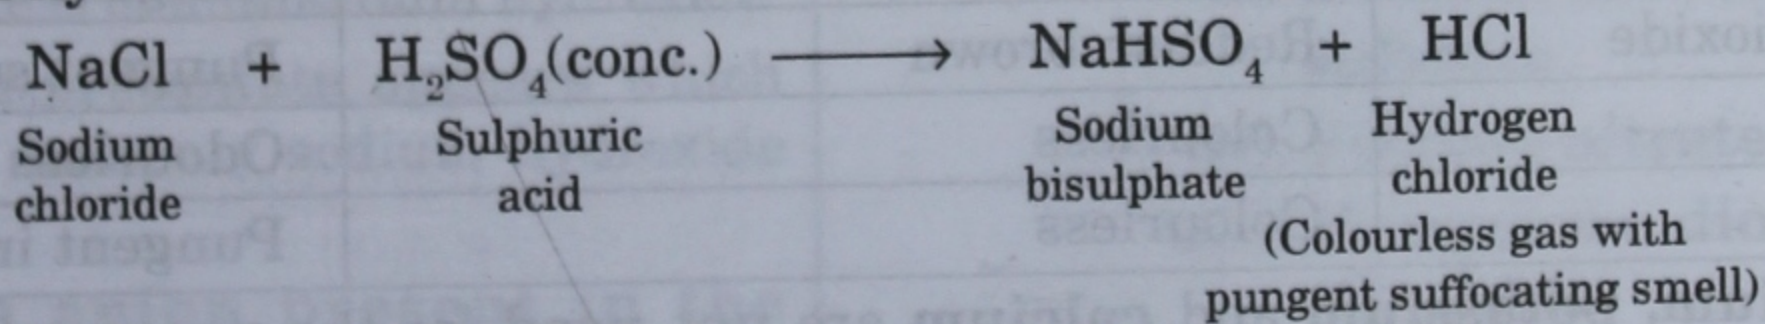 NaCl + H₂SO₄(conc.) ⟶ NaHSO₄ + HCl
Sodium Sulphuric Sodium Hydrogen
chloride acid bisulphate chloride
(Colourless gas with
pungent suffocating smell)